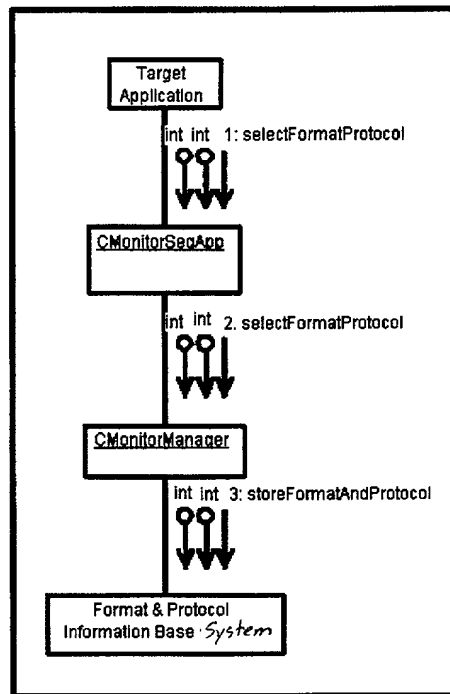 Target
Application
int int 1: selectFormatProtocol
CMonitorSeqApp
int int 2. selectFormatProtocol
CMonitorManager
int int 3: storeFormatAndProtocol
Format & Protocol
Information Base System